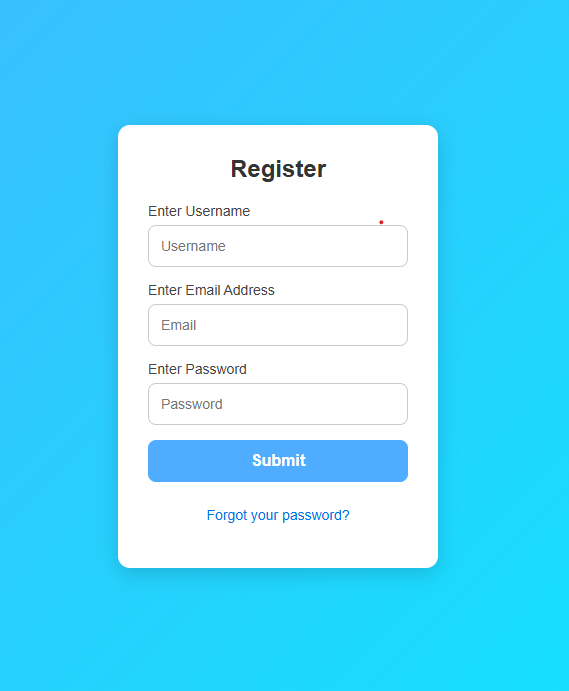 Register
Enter Username
Username
Enter Email Address
Email
Enter Password
Password
Submit
Forgot your password?